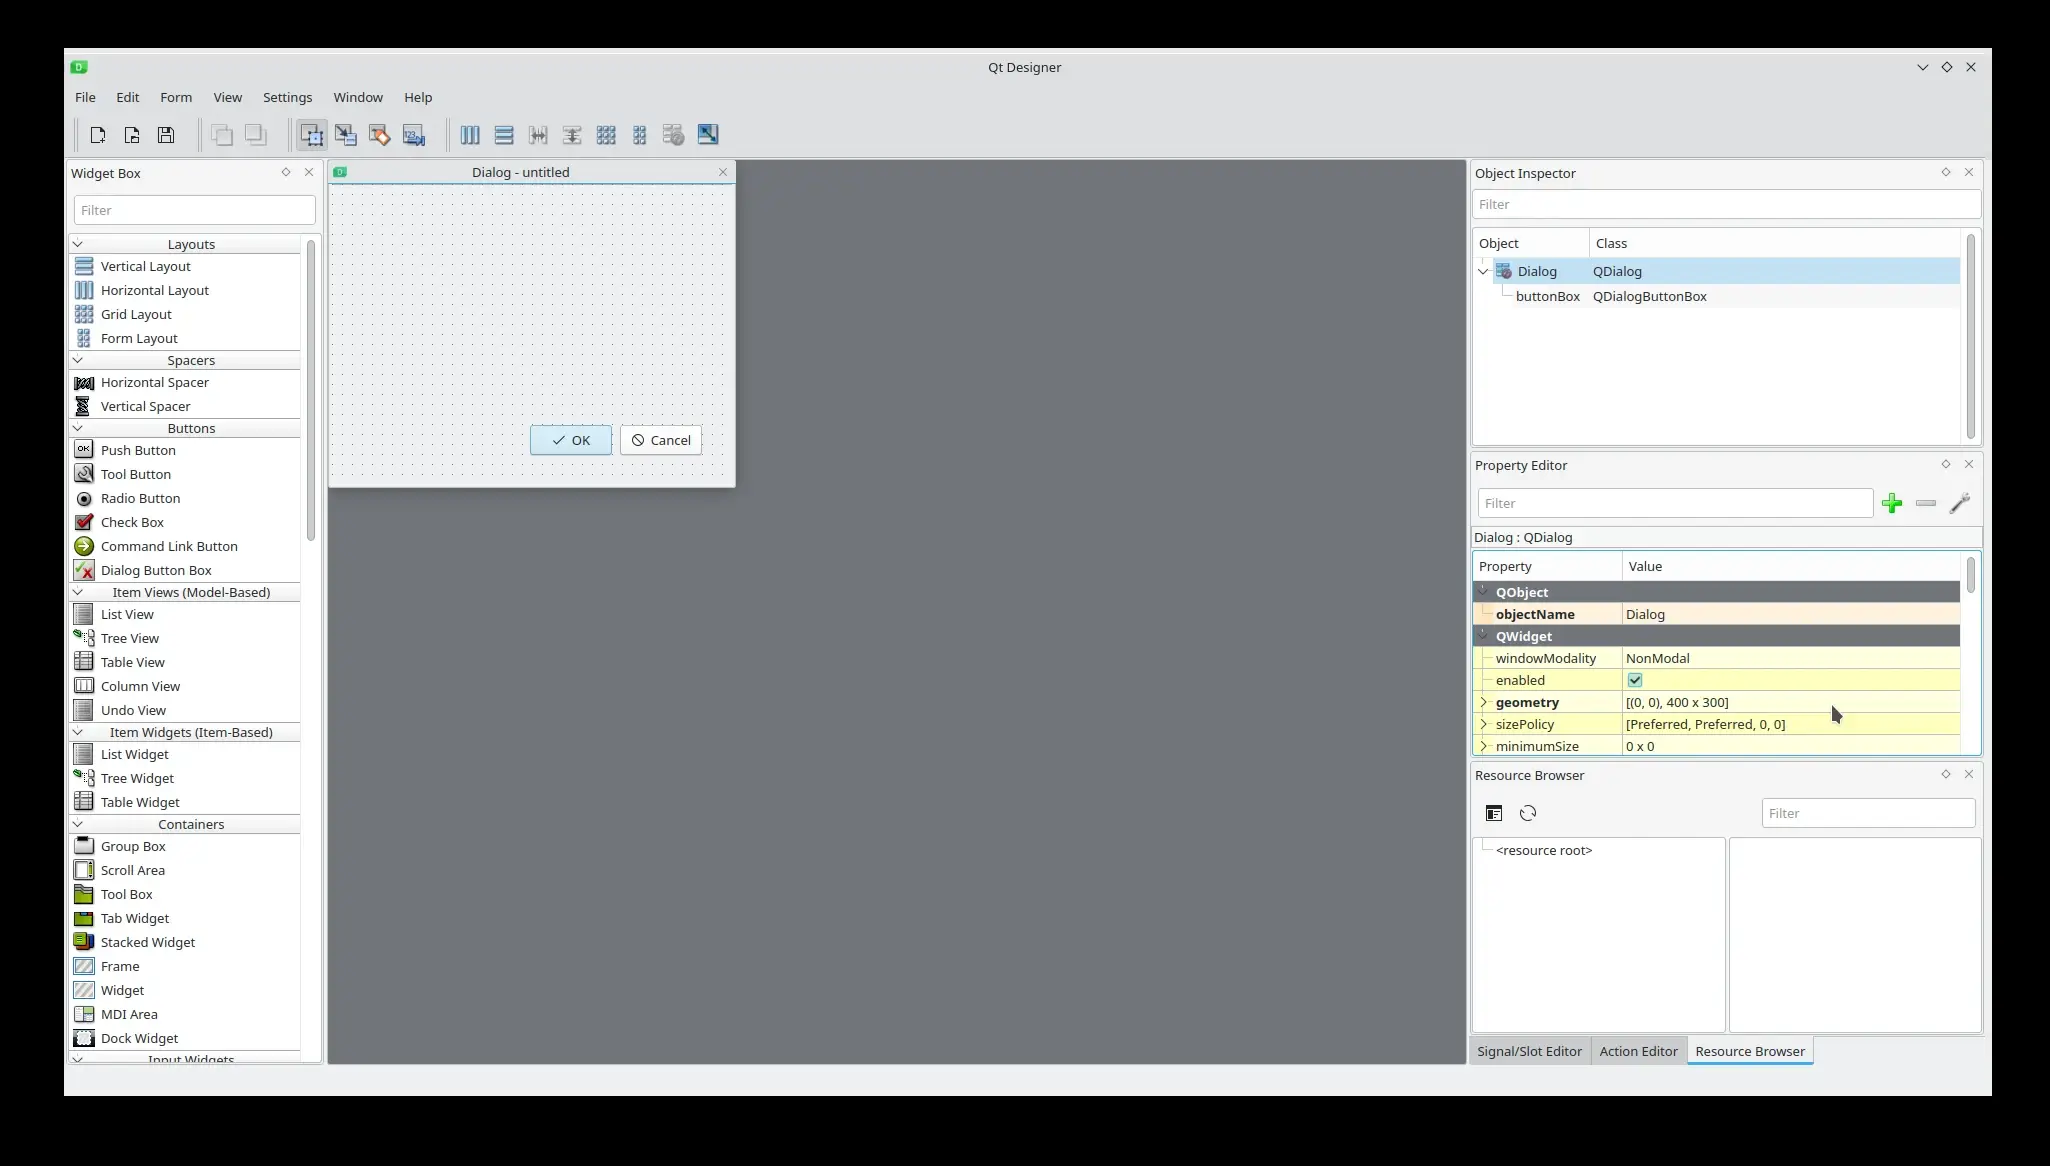 Qt Designer
File Edit Form View Settings Window Help
Widget Box
Filter
Layouts
Vertical Layout
Horizontal Layout
Grid Layout
Form Layout
Spacers
Horizontal Spacer
Vertical Spacer
Buttons
Push Button
Tool Button
Radio Button
Check Box
Command Link Button
Dialog Button Box
Item Views (Model-Based)
List View
Tree View
Table View
Column View
Undo View
Item Widgets (Item-Based)
List Widget
Tree Widget
Table Widget
Containers
Group Box
Scroll Area
Tool Box
Tab Widget
Stacked Widget
Frame
Widget
MDI Area
Dock Widget
Input Widgets
Dialog - untitled
OK Cancel
Object Inspector
Filter
Object Class
Dialog QDialog
buttonBox QDialogButtonBox
Property Editor
Filter
Dialog : QDialog
Property Value
QObject
objectName Dialog
QWidget
windowModality NonModal
enabled
geometry [(0, 0), 400 x 300]
sizePolicy [Preferred, Preferred, 0, 0]
minimumSize 0 x 0
Resource Browser
Filter
<resource root>
Signal/Slot Editor Action Editor Resource Browser